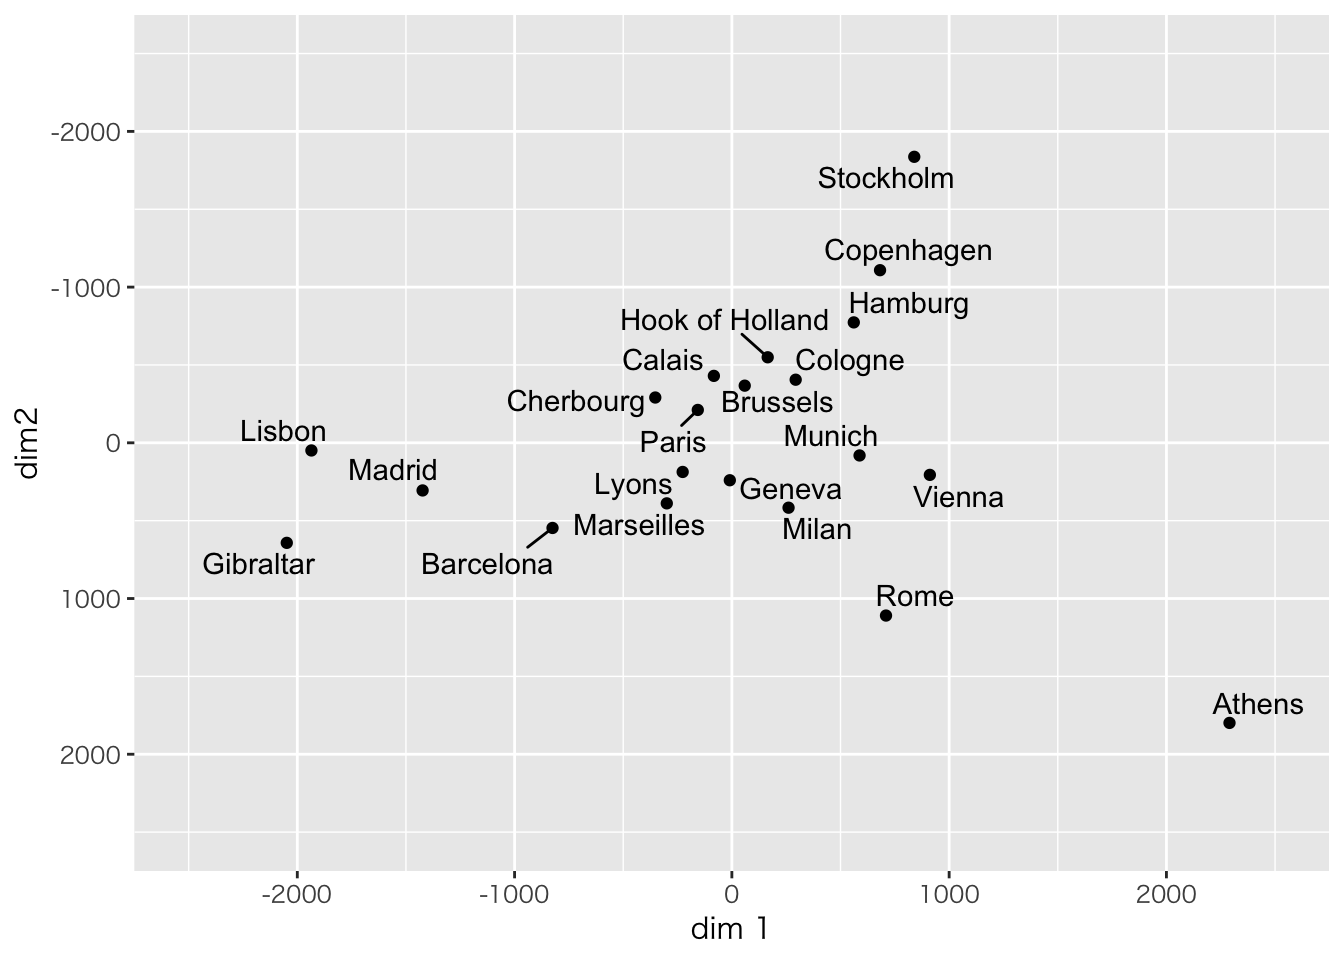 -2000
Stockholm
Copenhagen
-1000
Hamburg
Hook of Holland
Calais
Cologne
Cherbourg
Brussels
Lisbon
Paris
Munich
0
Madrid
Lyons
Geneva
Vienna
Marseilles
Milan
Gibraltar
Barcelona
Rome
1000
Athens
2000
dim2
-2000
-1000
0
1000
2000
dim 1